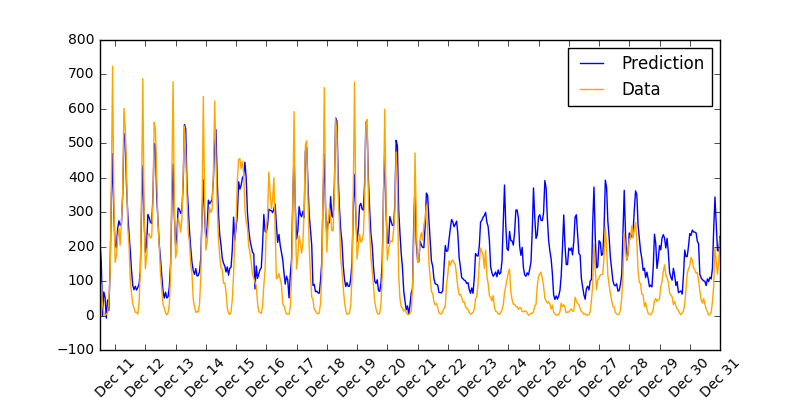 800
700
600
500
400
300
200
100
0
−100
Prediction
Data
Dec 11
Dec 12
Dec 13
Dec 14
Dec 15
Dec 16
Dec 17
Dec 18
Dec 19
Dec 20
Dec 21
Dec 22
Dec 23
Dec 24
Dec 25
Dec 26
Dec 27
Dec 28
Dec 29
Dec 30
Dec 31